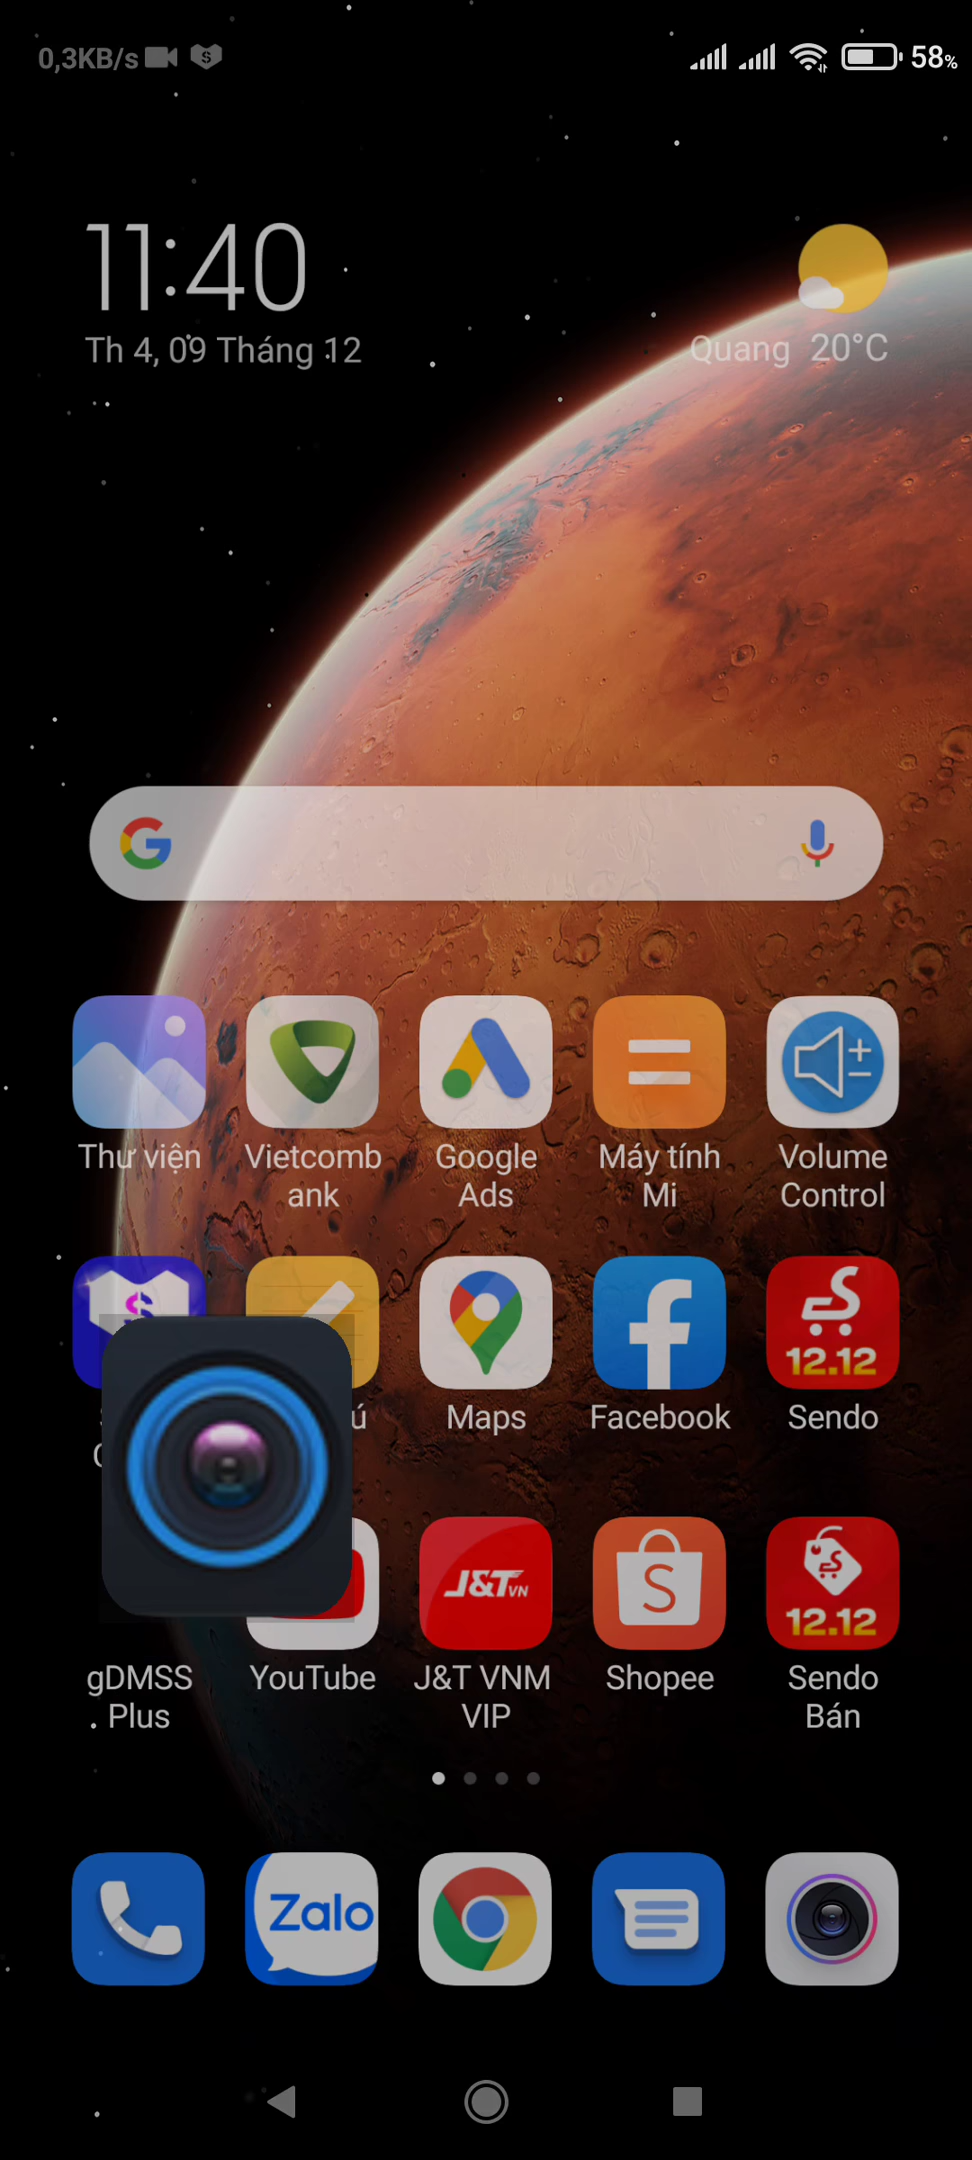 0,3KB/s
58%
11:40
Th 4, 09 Tháng 12
Quang 20°C
Thư viện
Vietcomb
ank
Google
Ads
Máy tính
Mi
Volume
Control
12.12
Maps
Facebook
Sendo
J&T VN
12.12
gDMSS
Plus
YouTube
J&T VNM
VIP
Shopee
Sendo
Bán
Zalo